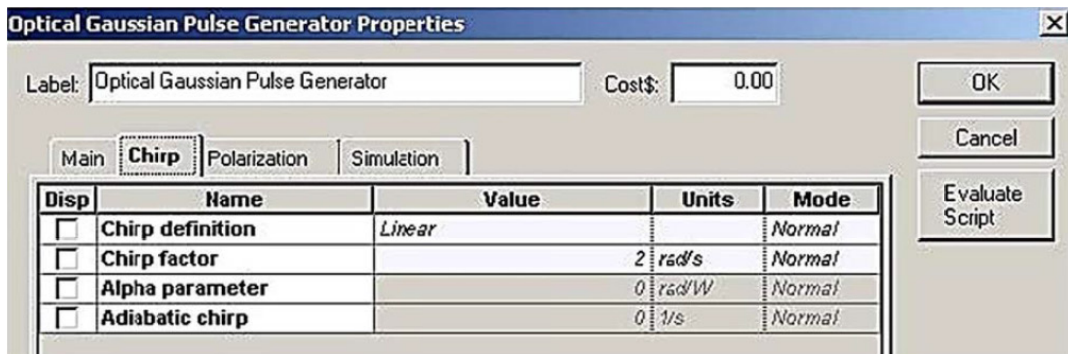 Optical Gaussian Pulse Generator Properties
Label: Optical Gaussian Pulse Generator Cost$: 0.00 OK
Cancel
Main Chirp Polarization Simulation
Evaluate Script
Disp Name Value Units Mode
Chirp definition Linear Normal
Chirp factor 2 rad/s Normal
Alpha parameter 0 rad/W Normal
Adiabatic chirp 0 1/s Normal